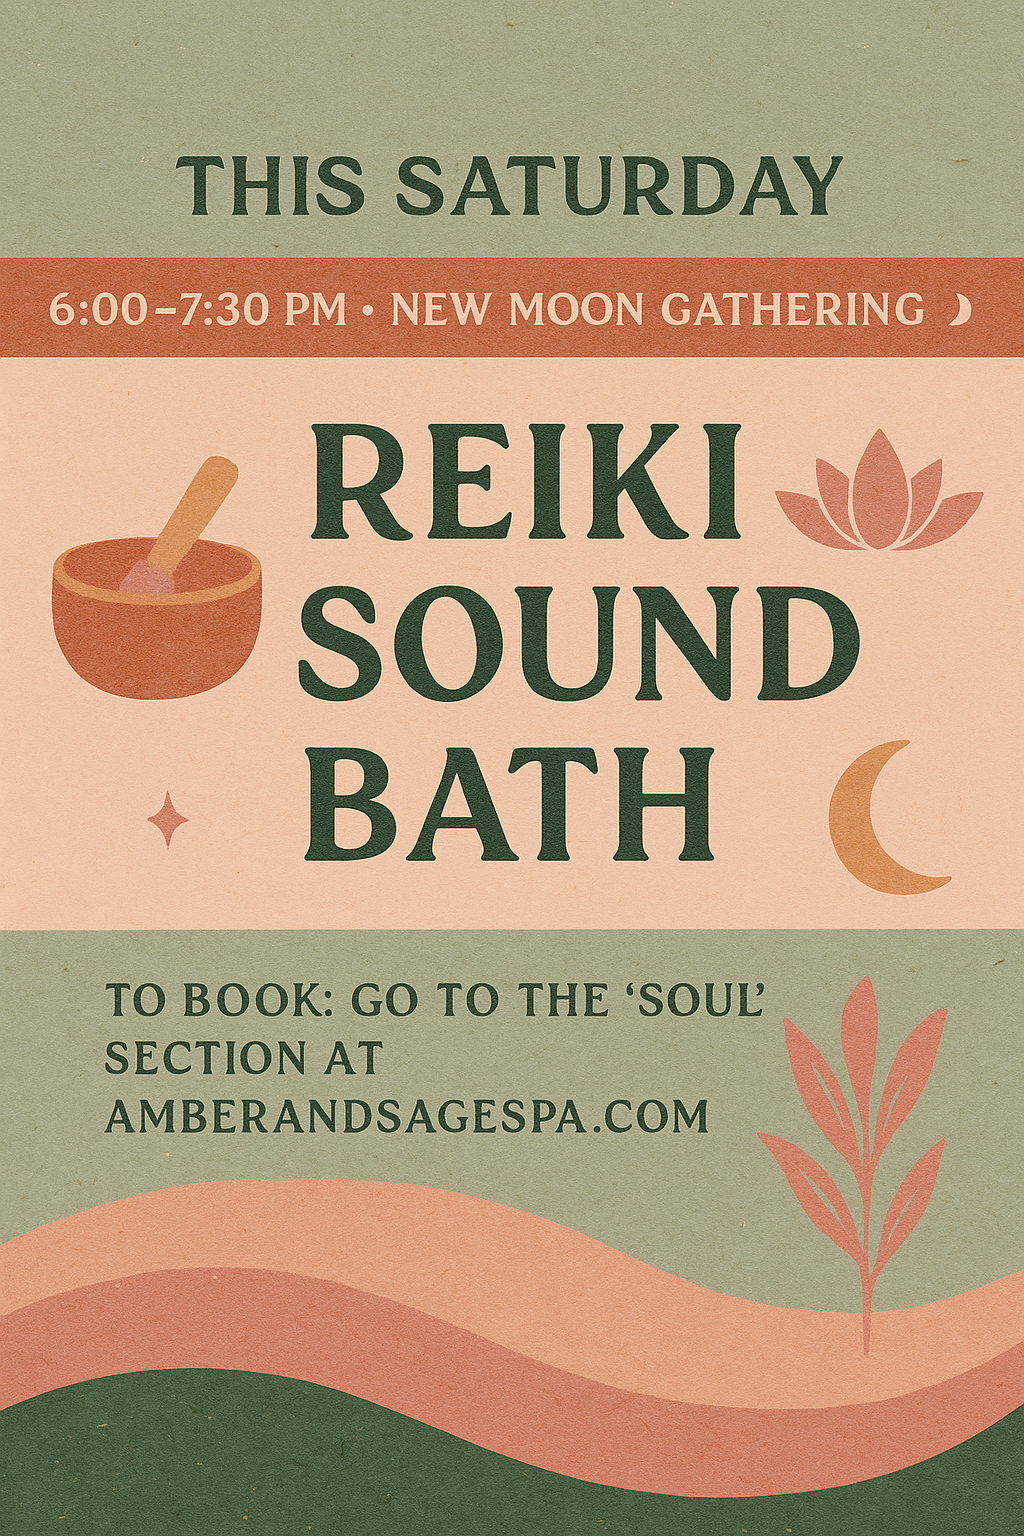 THIS SATURDAY
6:00–7:30 PM • NEW MOON GATHERING
REIKI
SOUND
BATH
TO BOOK: GO TO THE ‘SOUL’
SECTION AT
AMBERANDSAGESPA.COM